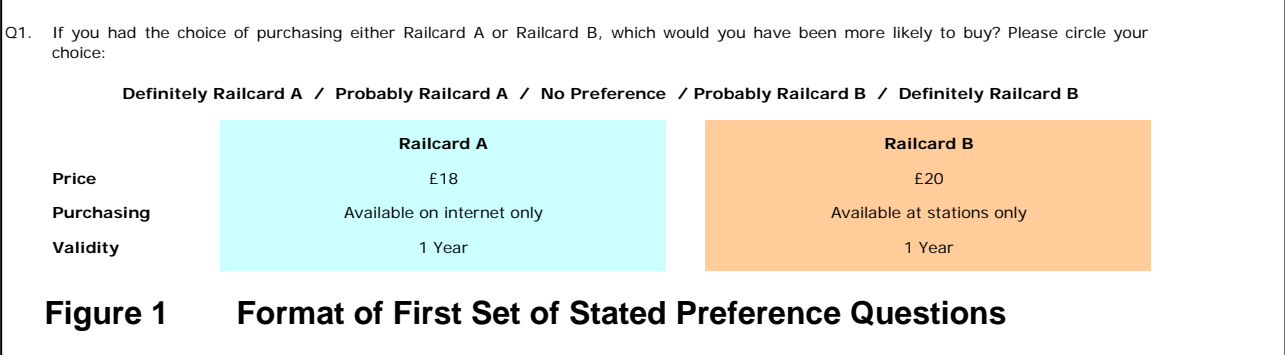 Q1. If you had the choice of purchasing either Railcard A or Railcard B, which would you have been more likely to buy? Please circle your
choice:
Definitely Railcard A / Probably Railcard A / No Preference / Probably Railcard B / Definitely Railcard B
Railcard A Railcard B
Price £18 £20
Purchasing Available on internet only Available at stations only
Validity 1 Year 1 Year
Figure 1 Format of First Set of Stated Preference Questions